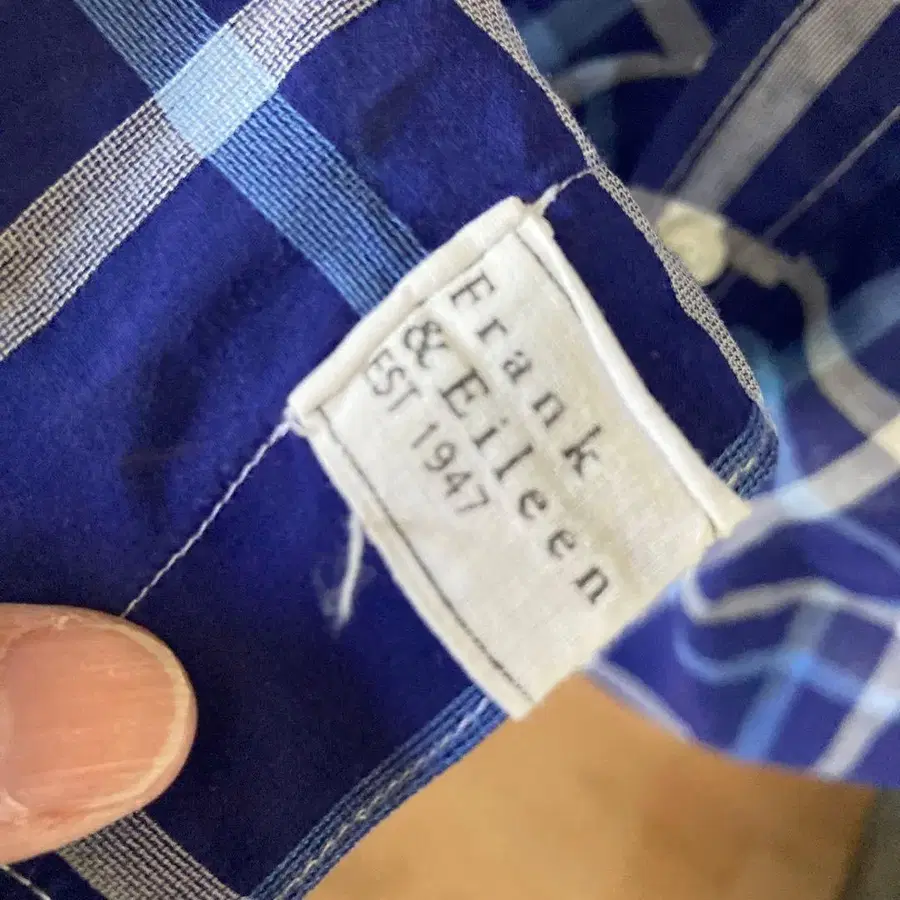 Frank
& Eileen
EST 1947